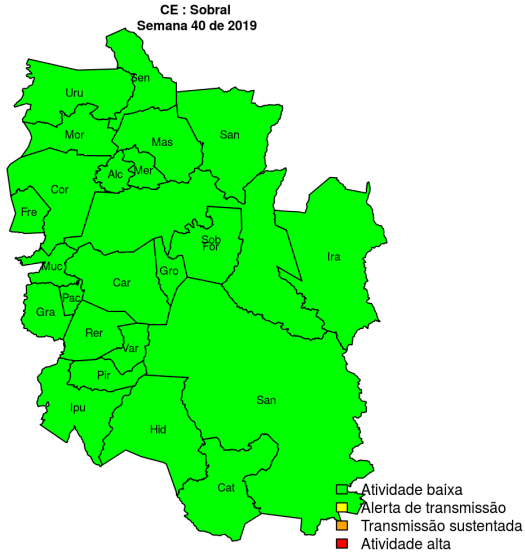 CE : Sobral
Semana 40 de 2019
Sen
Uru
Mor
Mas
San
Alc
Mer
Cor
Fre
Sob
For
Ira
Muc
Gro
Car
Pac
Gra
Rer
Var
Pir
San
Ipu
Hid
Cat
Atividade baixa
Alerta de transmissão
Transmissão sustentada
Atividade alta